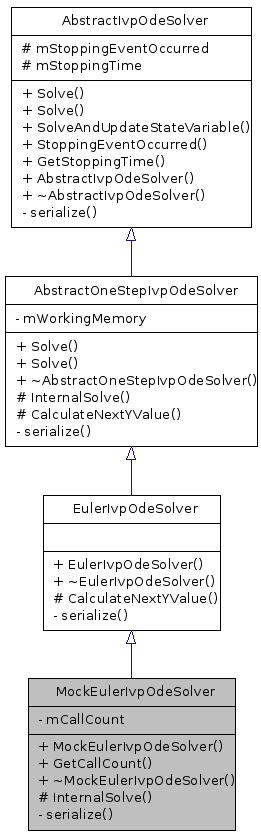 AbstractIvpOdeSolver
# mStoppingEventOccurred
# mStoppingTime
+ Solve()
+ Solve()
+ SolveAndUpdateStateVariable()
+ StoppingEventOccurred()
+ GetStoppingTime()
+ AbstractIvpOdeSolver()
+ ~AbstractIvpOdeSolver()
- serialize()
AbstractOneStepIvpOdeSolver
- mWorkingMemory
+ Solve()
+ Solve()
+ ~AbstractOneStepIvpOdeSolver()
# InternalSolve()
# CalculateNextYValue()
- serialize()
EulerIvpOdeSolver
+ EulerIvpOdeSolver()
+ ~EulerIvpOdeSolver()
# CalculateNextYValue()
- serialize()
MockEulerIvpOdeSolver
- mCallCount
+ MockEulerIvpOdeSolver()
+ GetCallCount()
+ ~MockEulerIvpOdeSolver()
# InternalSolve()
- serialize()